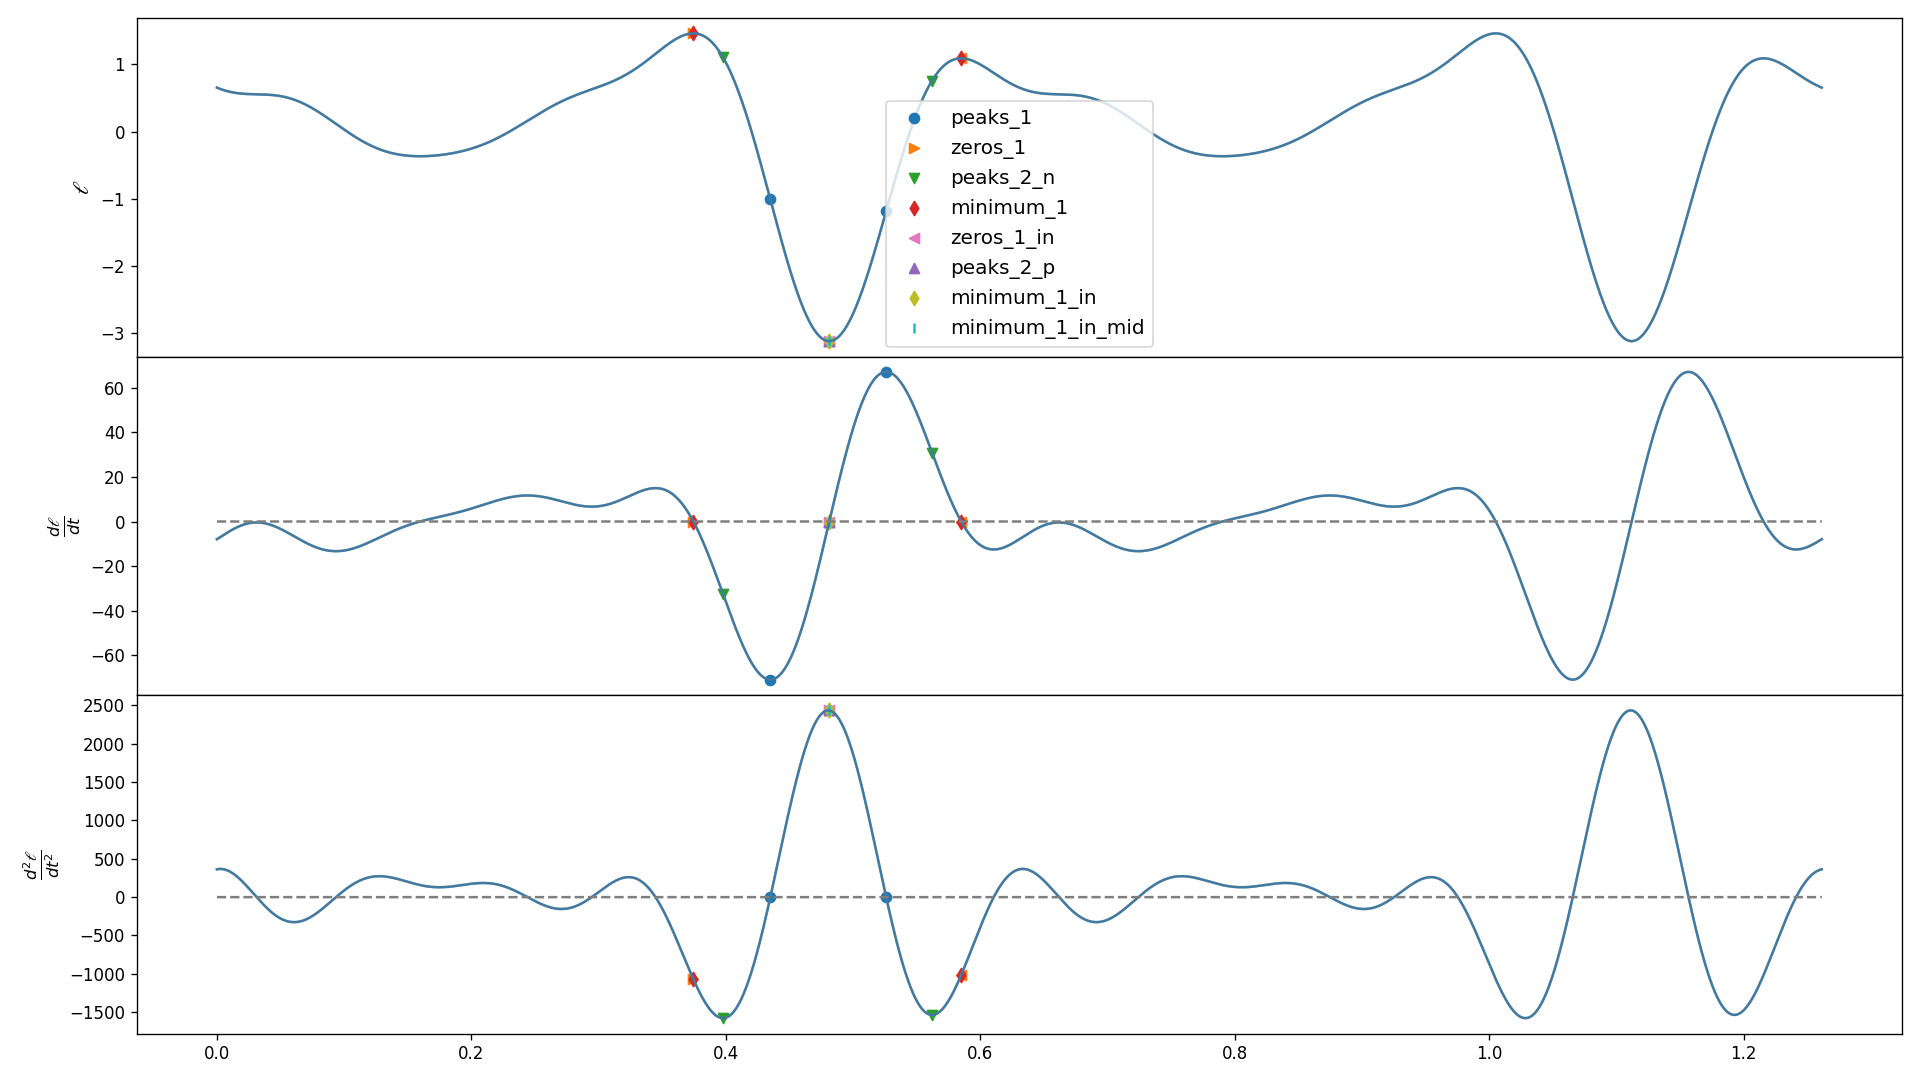 1
0
−1
−2
−3
ℓ
peaks_1
zeros_1
peaks_2_n
minimum_1
zeros_1_in
peaks_2_p
minimum_1_in
minimum_1_in_mid
60
40
20
0
−20
−40
−60
dℓ/dt
2500
2000
1500
1000
500
0
−500
−1000
−1500
d²ℓ/dt²
0.0 0.2 0.4 0.6 0.8 1.0 1.2